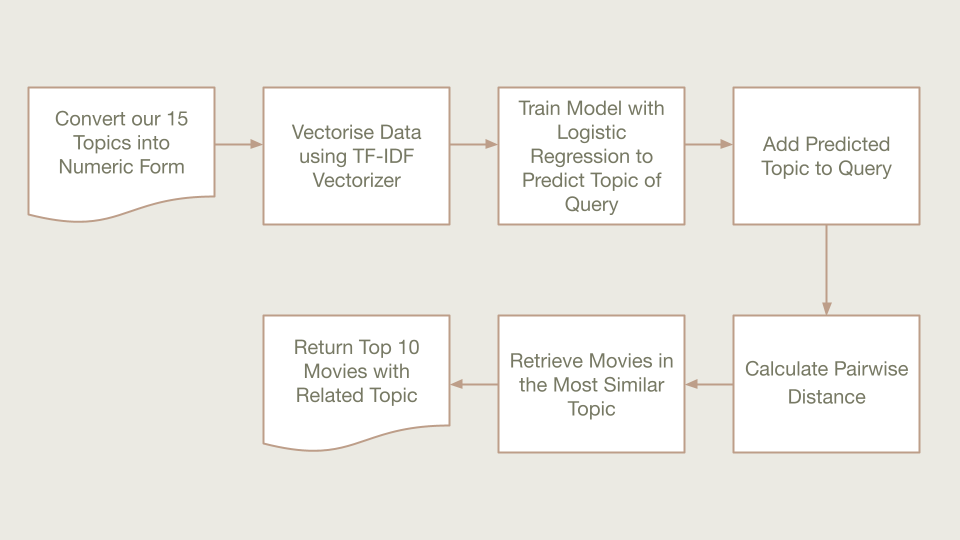 Convert our 15
Topics into
Numeric Form
Vectorise Data
using TF-IDF
Vectorizer
Train Model with
Logistic
Regression to
Predict Topic of
Query
Add Predicted
Topic to Query
Calculate Pairwise
Distance
Retrieve Movies in
the Most Similar
Topic
Return Top 10
Movies with
Related Topic